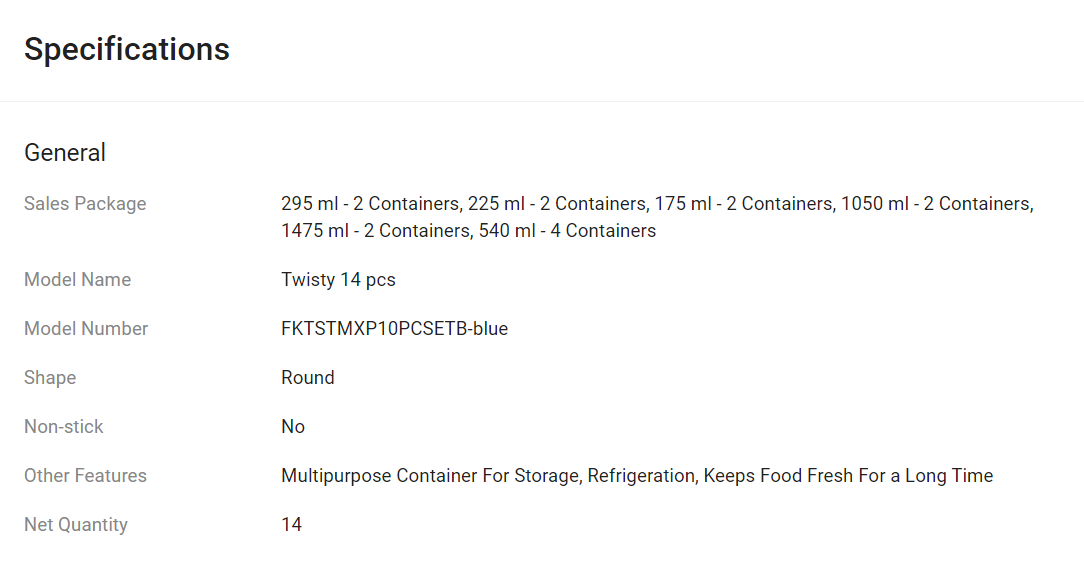 Specifications
General
Sales Package
295 ml - 2 Containers, 225 ml - 2 Containers, 175 ml - 2 Containers, 1050 ml - 2 Containers,
1475 ml - 2 Containers, 540 ml - 4 Containers
Model Name
Twisty 14 pcs
Model Number
FKTSTMXP10PCSETB-blue
Shape
Round
Non-stick
No
Other Features
Multipurpose Container For Storage, Refrigeration, Keeps Food Fresh For a Long Time
Net Quantity
14